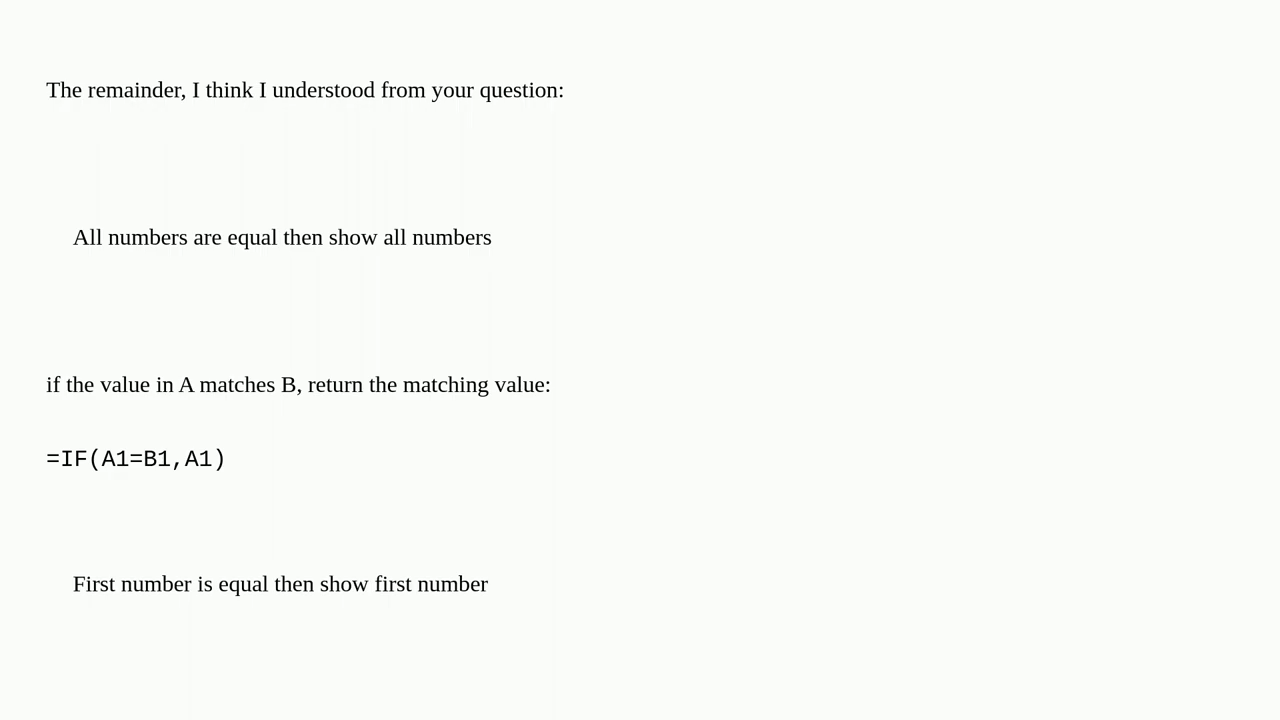 The remainder, I think I understood from your question:
All numbers are equal then show all numbers
if the value in A matches B, return the matching value:
=IF(A1=B1,A1)
First number is equal then show first number